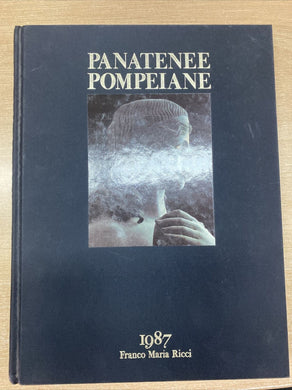 PANATENEE
POMPEIANE
1987
Franco Maria Ricci